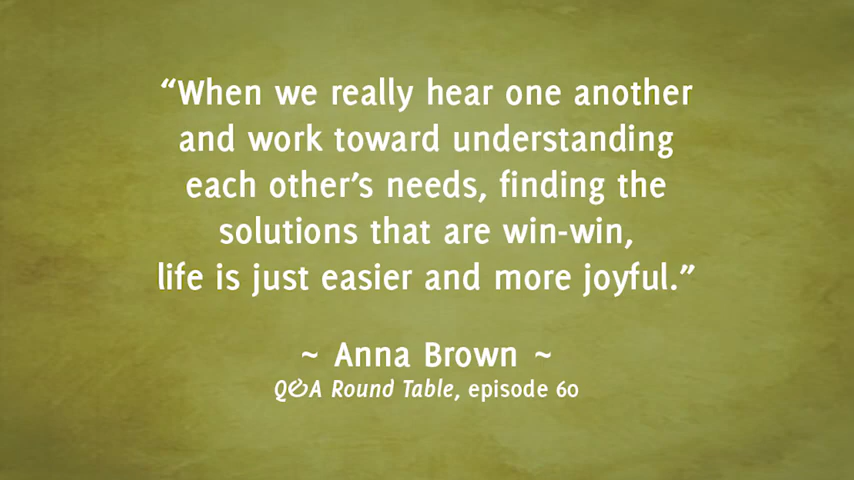 “When we really hear one another
and work toward understanding
each other’s needs, finding the
solutions that are win-win,
life is just easier and more joyful.”
~ Anna Brown ~
Q&A Round Table, episode 60